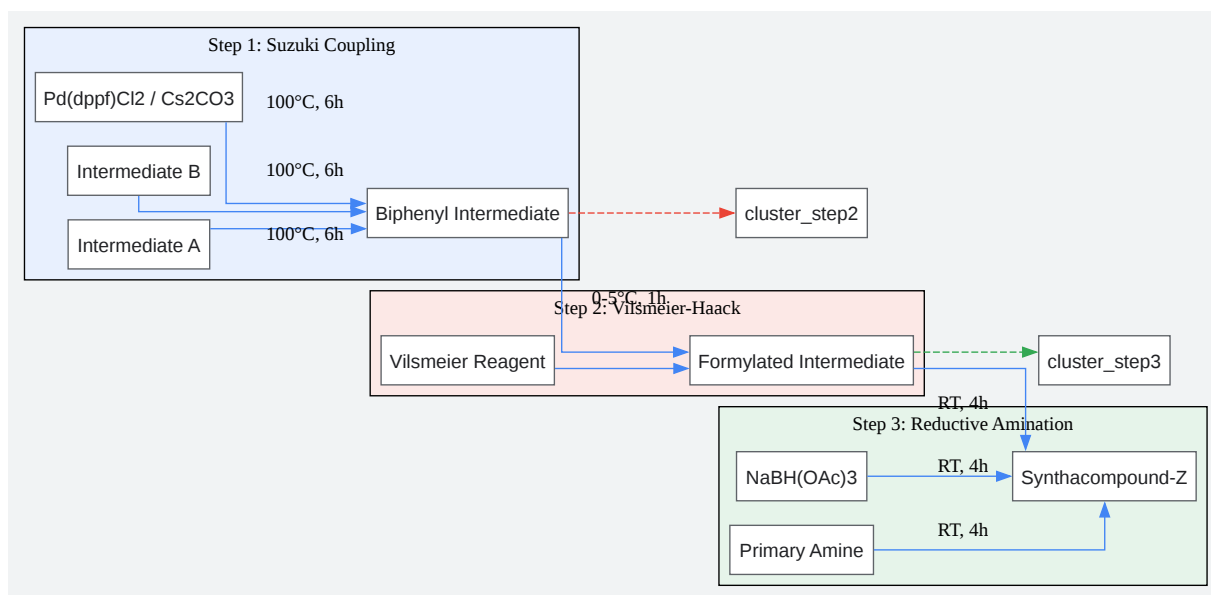 Step 1: Suzuki Coupling
Pd(dppf)Cl2 / Cs2CO3
100°C, 6h
Intermediate B
100°C, 6h
Biphenyl Intermediate
cluster_step2
Intermediate A
100°C, 6h
0-5°C, 1h
Step 2: Vilsmeier-Haack
Vilsmeier Reagent
Formylated Intermediate
cluster_step3
RT, 4h
Step 3: Reductive Amination
NaBH(OAc)3
RT, 4h
Synthacompound-Z
Primary Amine
RT, 4h